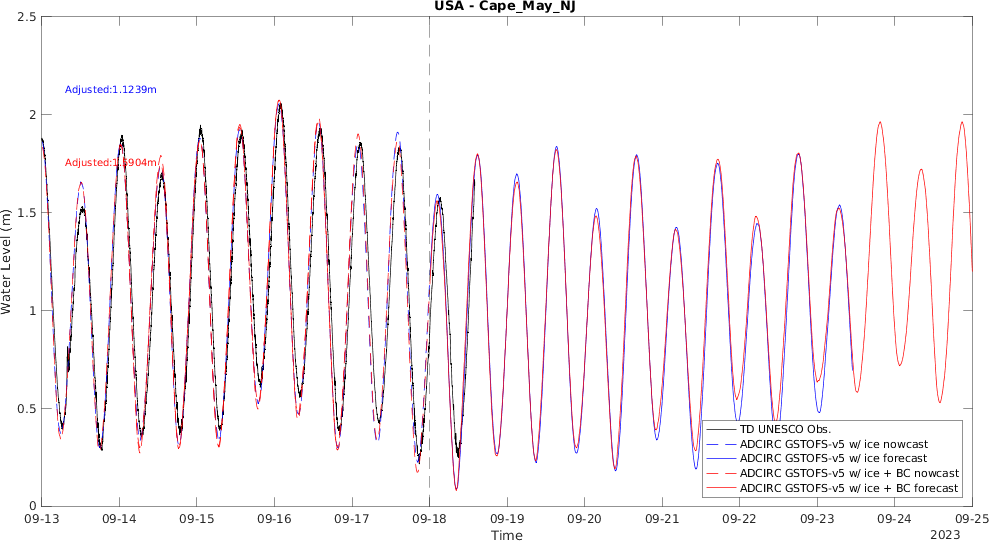 USA - Cape_May_NJ
2.5
2
1.5
1
0.5
0
Water Level (m)
Adjusted:1.1239m
Adjusted:1.6904m
TD UNESCO Obs.
ADCIRC GSTOFS-v5 w/ ice nowcast
ADCIRC GSTOFS-v5 w/ ice forecast
ADCIRC GSTOFS-v5 w/ ice + BC nowcast
ADCIRC GSTOFS-v5 w/ ice + BC forecast
09-13 09-14 09-15 09-16 09-17 09-18 09-19 09-20 09-21 09-22 09-23 09-24 09-25
Time
2023